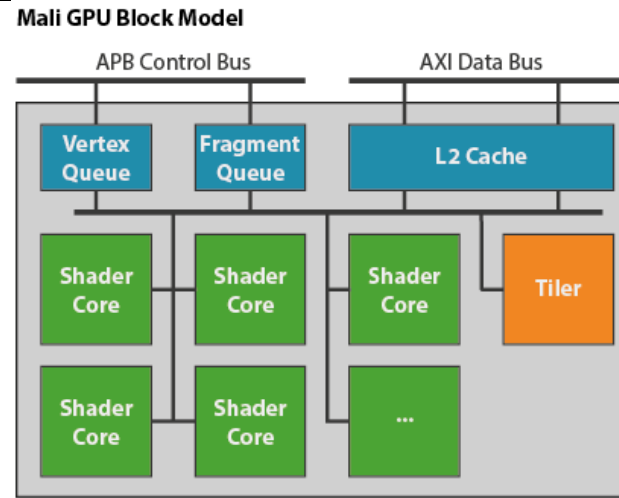 Mali GPU Block Model
APB Control Bus
AXI Data Bus
Vertex
Queue
Fragment
Queue
L2 Cache
Shader
Core
Shader
Core
Shader
Core
Tiler
Shader
Core
Shader
Core
...